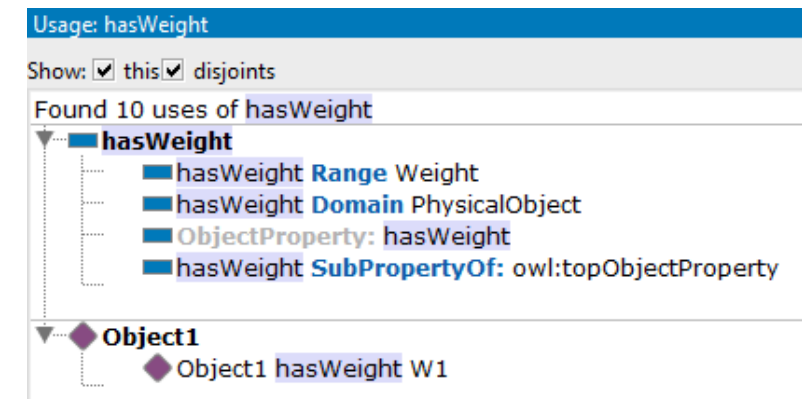 Usage: hasWeight
Show: this disjoints
Found 10 uses of hasWeight
hasWeight
hasWeight Range Weight
hasWeight Domain PhysicalObject
ObjectProperty: hasWeight
hasWeight SubPropertyOf: owl:topObjectProperty
Object1
Object1 hasWeight W1